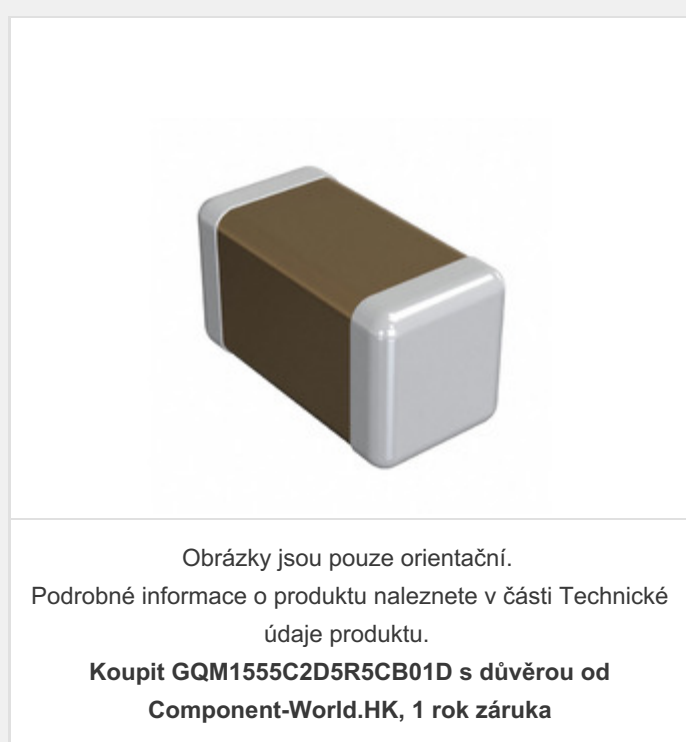 Obrázky jsou pouze orientační.
Podrobné informace o produktu naleznete v části Technické
údaje produktu.
Koupit GQM1555C2D5R5CB01D s důvěrou od
Component-World.HK, 1 rok záruka